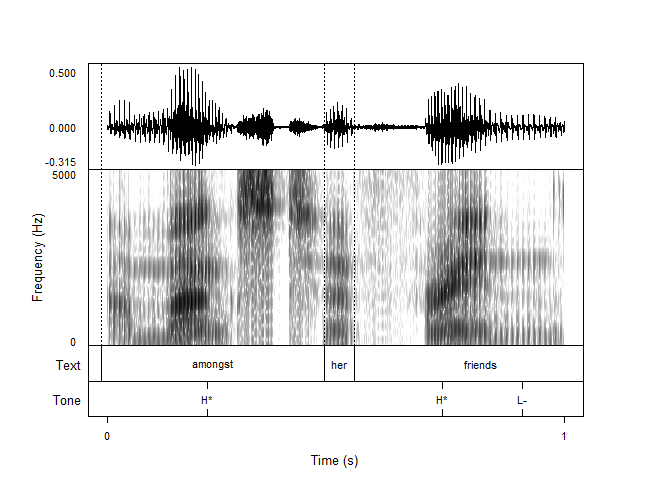 0.500
0.000
-0.315
5000
Frequency (Hz)
0
Text amongst her friends
Tone H* H* L-
0 1
Time (s)